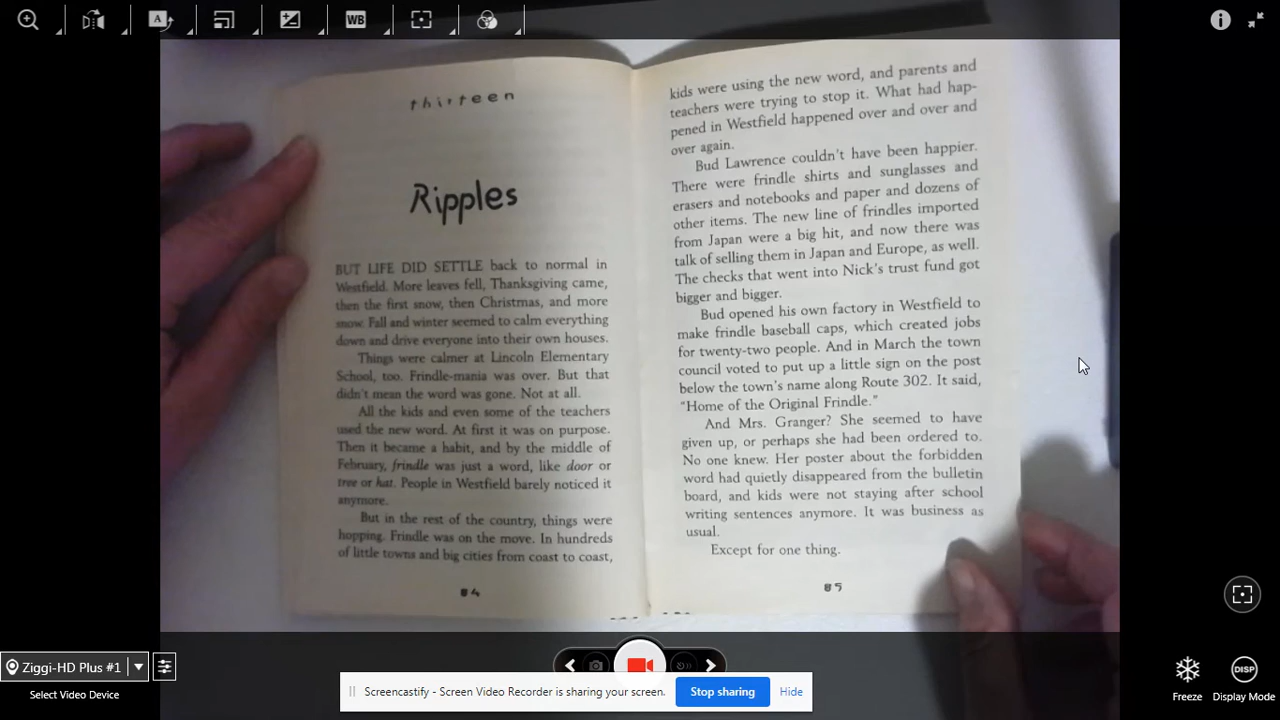 WB
thirteen
Ripples
BUT LIFE DID SETTLE back to normal in
Westfield. More leaves fell, Thanksgiving came,
then the first snow, then Christmas, and more
snow. Fall and winter seemed to calm everything
down and drive everyone into their own houses.
Things were calmer at Lincoln Elementary
School, too. Frindle-mania was over. But that
didn't mean the word was gone. Not at all.
All the kids and even some of the teachers
used the new word. At first it was on purpose.
Then it became a habit, and by the middle of
February, frindle was just a word, like door or
tree or hat. People in Westfield barely noticed it
anymore.
But in the rest of the country, things were
hopping. Frindle was on the move. In hundreds
of little towns and big cities from coast to coast,
84
kids were using the new word, and parents and
teachers were trying to stop it. What had hap-
pened in Westfield happened over and over and
over again.
Bud Lawrence couldn't have been happier.
There were frindle shirts and sunglasses and
erasers and notebooks and paper and dozens of
other items. The new line of frindles imported
from Japan were a big hit, and now there was
talk of selling them in Japan and Europe, as well.
The checks that went into Nick's trust fund got
bigger and bigger.
Bud opened his own factory in Westfield to
make frindle baseball caps, which created jobs
for twenty-two people. And in March the town
council voted to put up a little sign on the post
below the town's name along Route 302. It said,
"Home of the Original Frindle."
And Mrs. Granger? She seemed to have
given up, or perhaps she had been ordered to.
No one knew. Her poster about the forbidden
word had quietly disappeared from the bulletin
board, and kids were not staying after school
writing sentences anymore. It was business as
usual.
Except for one thing.
85
Ziggi-HD Plus #1
Select Video Device
Screencastify - Screen Video Recorder is sharing your screen.
Stop sharing
Hide
Freeze
DISP
Display Mode